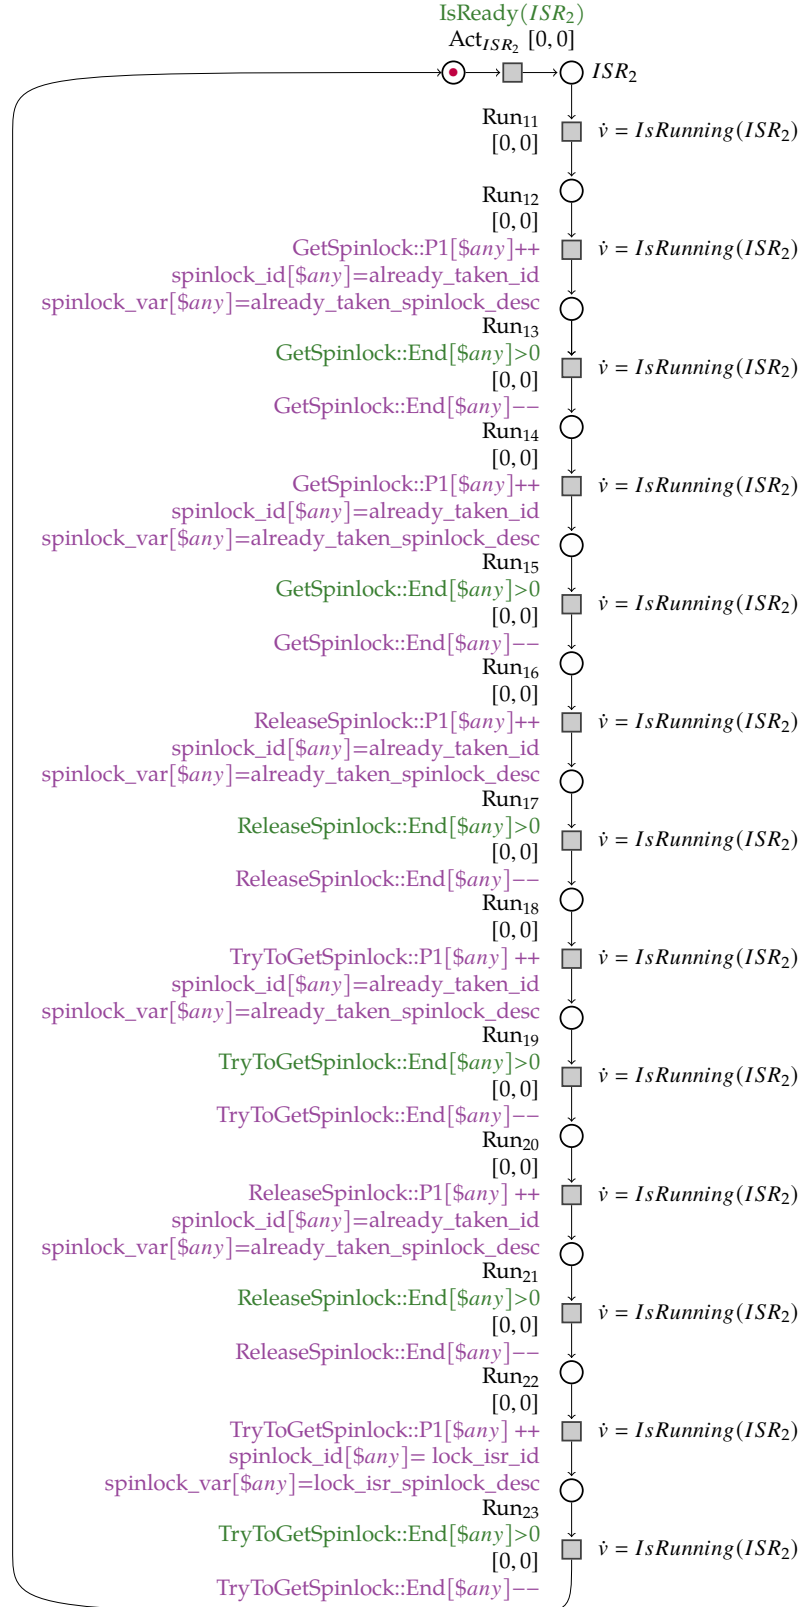 IsReady(ISR₂)
Act_{ISR₂} [0, 0]
ISR₂
Run₁₁
[0, 0]
v̇ = IsRunning(ISR₂)
Run₁₂
[0, 0]
GetSpinlock::P1[$any]++
v̇ = IsRunning(ISR₂)
spinlock_id[$any]=already_taken_id
spinlock_var[$any]=already_taken_spinlock_desc
Run₁₃
GetSpinlock::End[$any]>0
[0, 0]
v̇ = IsRunning(ISR₂)
GetSpinlock::End[$any]−−
Run₁₄
[0, 0]
GetSpinlock::P1[$any]++
v̇ = IsRunning(ISR₂)
spinlock_id[$any]=already_taken_id
spinlock_var[$any]=already_taken_spinlock_desc
Run₁₅
GetSpinlock::End[$any]>0
[0, 0]
v̇ = IsRunning(ISR₂)
GetSpinlock::End[$any]−−
Run₁₆
[0, 0]
ReleaseSpinlock::P1[$any]++
v̇ = IsRunning(ISR₂)
spinlock_id[$any]=already_taken_id
spinlock_var[$any]=already_taken_spinlock_desc
Run₁₇
ReleaseSpinlock::End[$any]>0
[0, 0]
v̇ = IsRunning(ISR₂)
ReleaseSpinlock::End[$any]−−
Run₁₈
[0, 0]
TryToGetSpinlock::P1[$any] ++
v̇ = IsRunning(ISR₂)
spinlock_id[$any]=already_taken_id
spinlock_var[$any]=already_taken_spinlock_desc
Run₁₉
TryToGetSpinlock::End[$any]>0
[0, 0]
v̇ = IsRunning(ISR₂)
TryToGetSpinlock::End[$any]−−
Run₂₀
[0, 0]
ReleaseSpinlock::P1[$any] ++
v̇ = IsRunning(ISR₂)
spinlock_id[$any]=already_taken_id
spinlock_var[$any]=already_taken_spinlock_desc
Run₂₁
ReleaseSpinlock::End[$any]>0
[0, 0]
v̇ = IsRunning(ISR₂)
ReleaseSpinlock::End[$any]−−
Run₂₂
[0, 0]
TryToGetSpinlock::P1[$any] ++
v̇ = IsRunning(ISR₂)
spinlock_id[$any]= lock_isr_id
spinlock_var[$any]=lock_isr_spinlock_desc
Run₂₃
TryToGetSpinlock::End[$any]>0
[0, 0]
v̇ = IsRunning(ISR₂)
TryToGetSpinlock::End[$any]−−